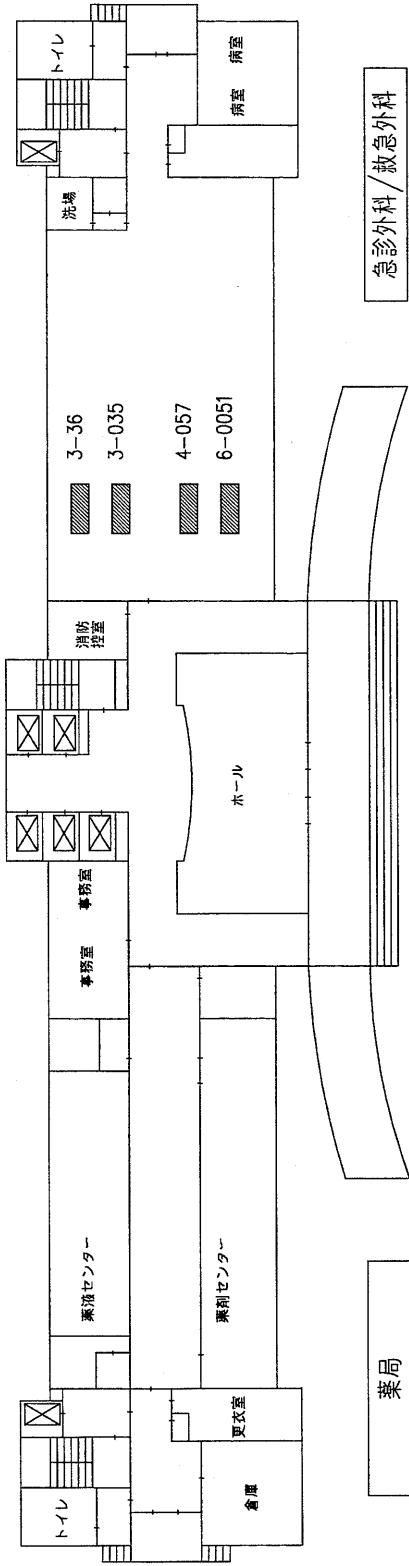 トイレ
病室
病室
洗場
3-36
3-035
4-057
6-0051
急診外科/救急外科
消防
控室
ホール
事務室
事務室
薬液センター
薬剤センター
更衣室
倉庫
トイレ
薬局